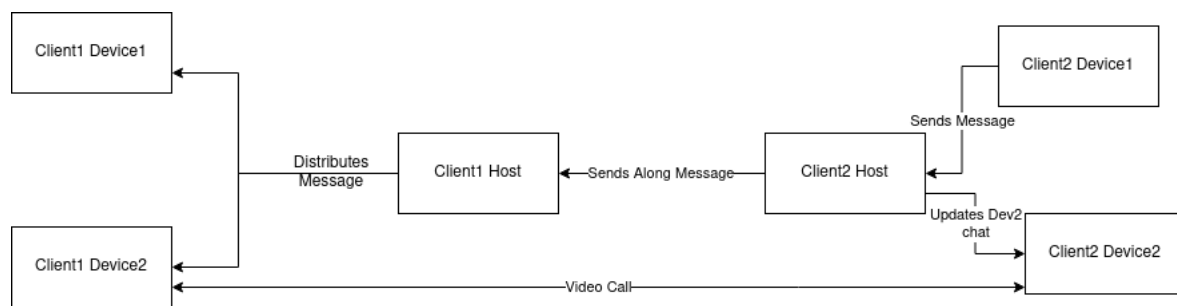 Client1 Device1
Client2 Device1
Sends Message
Distributes
Message
Client1 Host
Sends Along Message
Client2 Host
Updates Dev2
chat
Client1 Device2
Client2 Device2
Video Call